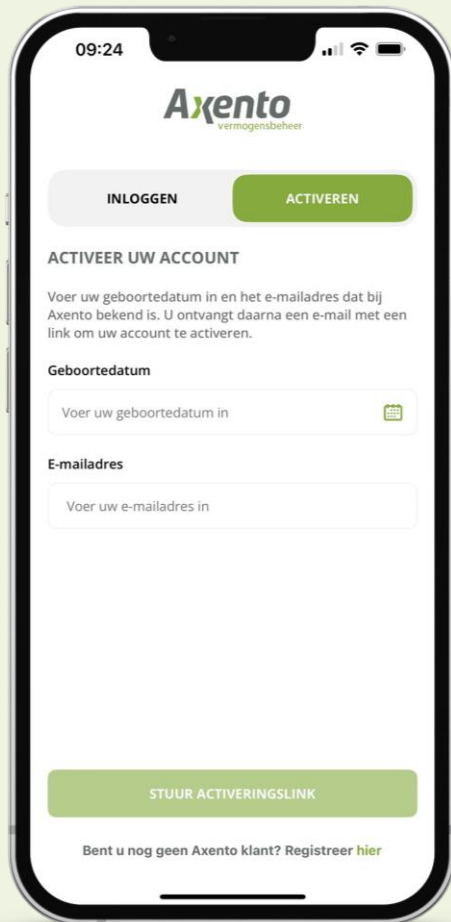 09:24
Axento
vermogensbeheer
INLOGGEN
ACTIVEREN
ACTIVEER UW ACCOUNT
Voer uw geboortedatum in en het e-mailadres dat bij
Axento bekend is. U ontvangt daarna een e-mail met een
link om uw account te activeren.
Geboortedatum
Voer uw geboortedatum in
E-mailadres
Voer uw e-mailadres in
STUUR ACTIVERINGSLINK
Bent u nog geen Axento klant? Registreer hier